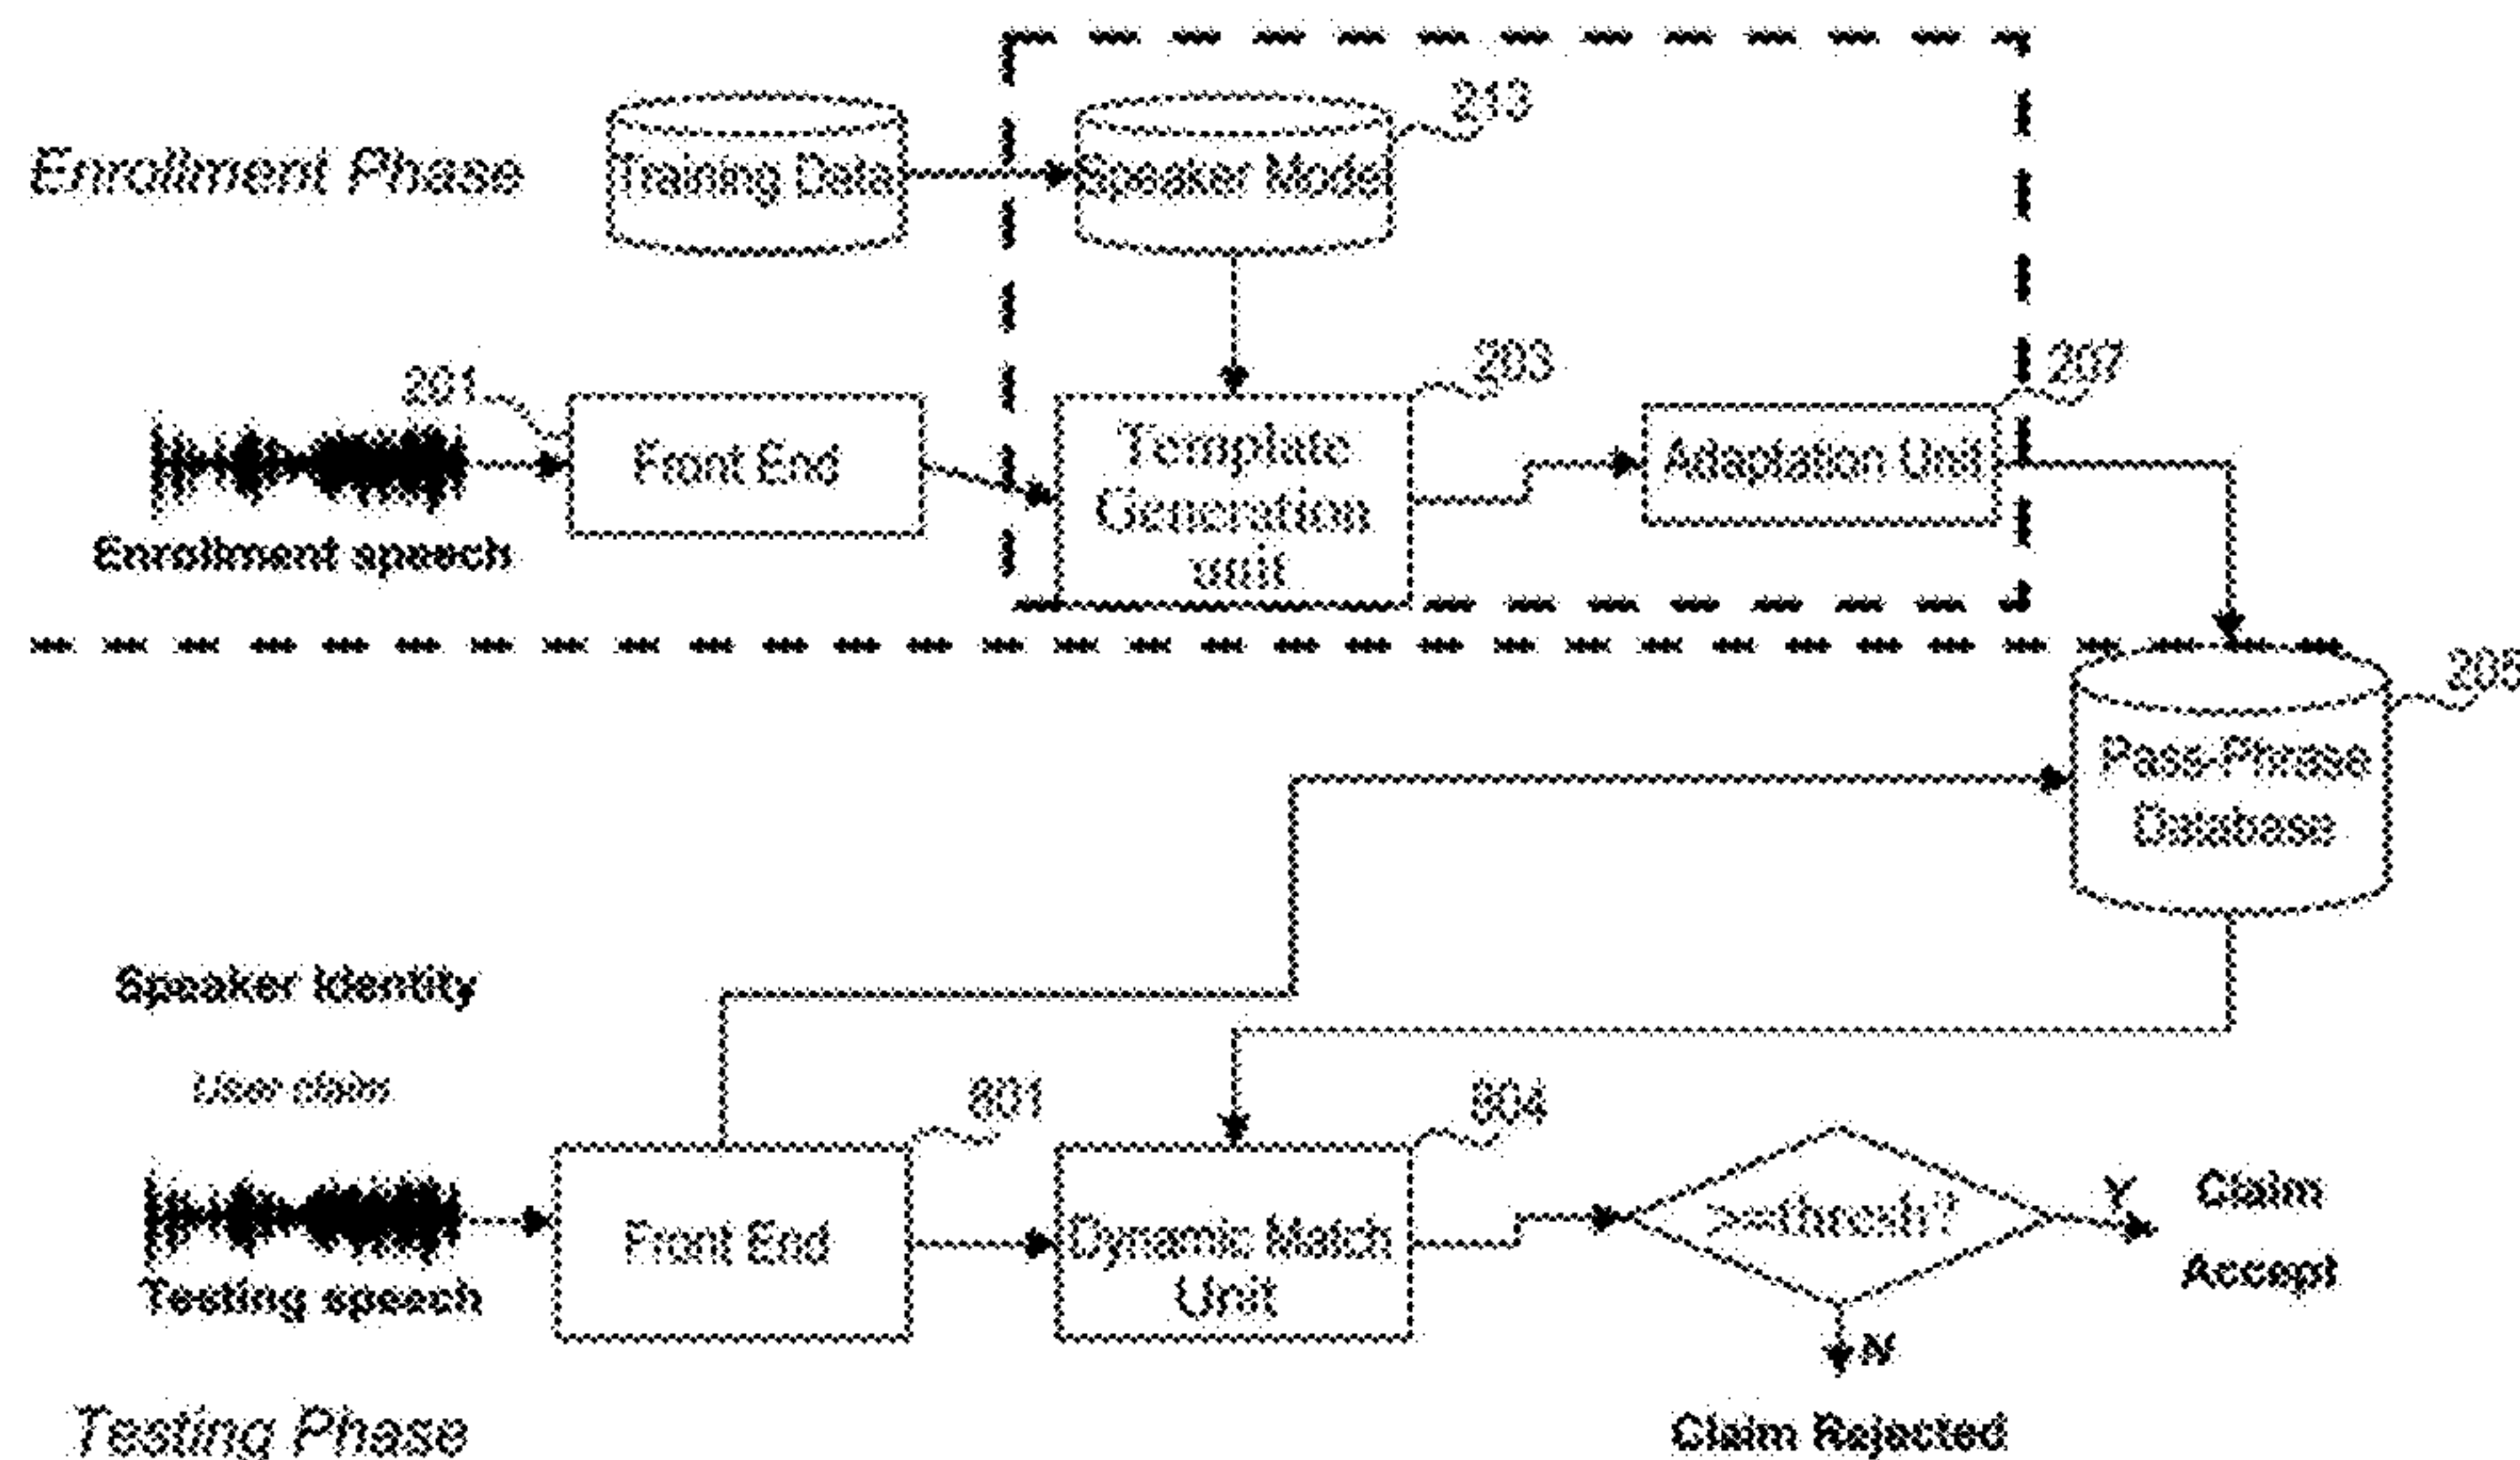 213
Enrollment Phase
Training Data
Speaker Model
201
203
207
Front End
Template
Generation
unit
Adaptation Unit
Enrollment speech
Pass-Phrase
Database
Speaker Identity
User claim
801
804
Front End
Dynamic Match
Unit
>=thresh?
Y
Claim
Accept
Testing speech
N
Testing Phase
Claim Rejected